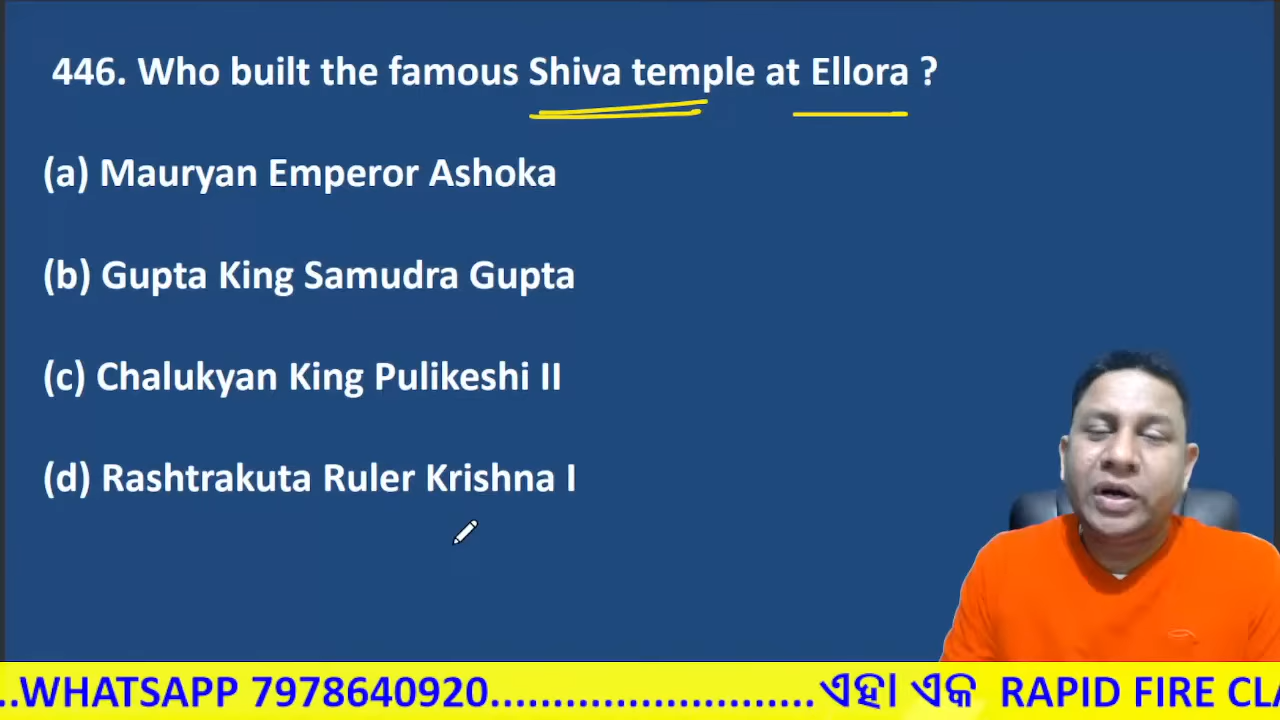 446. Who built the famous Shiva temple at Ellora ?
(a) Mauryan Emperor Ashoka
(b) Gupta King Samudra Gupta
(c) Chalukyan King Pulikeshi II
(d) Rashtrakuta Ruler Krishna I
..WHATSAPP 7978640920..........................ଏହା ଏକ RAPID FIRE CLA